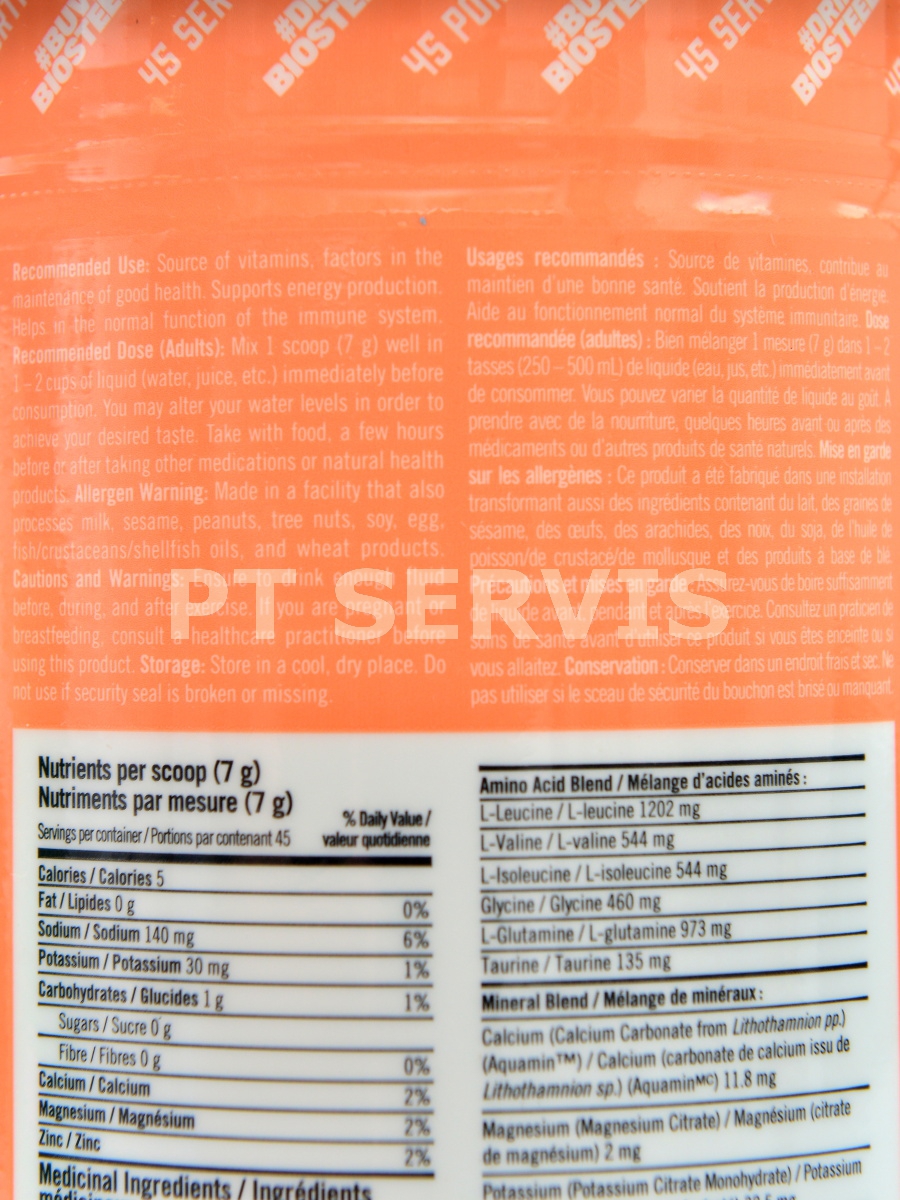 #DRINK
BIOSTEEL
45 SER
45 POR
45 SER
Recommended Use: Source of vitamins, factors in the
maintenance of good health. Supports energy production.
Helps in the normal function of the immune system.
Recommended Dose (Adults): Mix 1 scoop (7 g) well in
1–2 cups of liquid (water, juice, etc.) immediately before
consumption. You may alter your water levels in order to
achieve your desired taste. Take with food, a few hours
before or after taking other medications or natural health
products. Allergen Warning: Made in a facility that also
processes milk, sesame, peanuts, tree nuts, soy, egg,
fish/crustaceans/shellfish oils, and wheat products.
Cautions and Warnings: Ensure to drink enough fluid
before, during, and after exercise. If you are pregnant or
breastfeeding, consult a healthcare practitioner before
using this product. Storage: Store in a cool, dry place. Do
not use if security seal is broken or missing.
Usages recommandés : Source de vitamines, contribue au
maintien d'une bonne santé. Soutient la production d'énergie.
Aide au fonctionnement normal du système immunitaire. Dose
recommandée (adultes) : Bien mélanger 1 mesure (7 g) dans 1–2
tasses (250 – 500 mL) de liquide (eau, jus, etc.) immédiatement avant
de consommer. Vous pouvez varier la quantité de liquide au goût. À
prendre avec de la nourriture, quelques heures avant ou après des
médicaments ou d'autres produits de santé naturels. Mise en garde
sur les allergènes : Ce produit a été fabriqué dans une installation
transformant aussi des ingrédients contenant du lait, des graines de
sésame, des œufs, des arachides, des noix, du soja, de l'huile de
poisson/de crustacé/de mollusque et des produits à base de blé.
Précautions et mises en garde : Assurez-vous de boire suffisamment
de liquide avant, pendant et après l'exercice. Consultez un praticien de
soins de santé avant d'utiliser ce produit si vous êtes enceinte ou si
vous allaitez. Conservation : Conserver dans un endroit frais et sec. Ne
pas utiliser si le sceau de sécurité du bouchon est brisé ou manquant.
PT SERVIS
Nutrients per scoop (7 g)
Nutriments par mesure (7 g)
Servings per container / Portions par contenant 45
% Daily Value /
valeur quotidienne
Calories / Calories 5
Fat / Lipides 0 g 0%
Sodium / Sodium 140 mg 6%
Potassium / Potassium 30 mg 1%
Carbohydrates / Glucides 1 g 1%
Sugars / Sucre 0 g
Fibre / Fibres 0 g 0%
Calcium / Calcium 2%
Magnesium / Magnésium 2%
Zinc / Zinc 2%
Medicinal Ingredients / Ingrédients
Amino Acid Blend / Mélange d'acides aminés :
L-Leucine / L-leucine 1202 mg
L-Valine / L-valine 544 mg
L-Isoleucine / L-isoleucine 544 mg
Glycine / Glycine 460 mg
L-Glutamine / L-glutamine 973 mg
Taurine / Taurine 135 mg
Mineral Blend / Mélange de minéraux :
Calcium (Calcium Carbonate from Lithothamnion pp.)
(Aquamin™) / Calcium (carbonate de calcium issu de
Lithothamnion sp.) (Aquaminᴹᶜ) 11.8 mg
Magnesium (Magnesium Citrate) / Magnésium (citrate
de magnésium) 2 mg
Potassium (Potassium Citrate Monohydrate) / Potassium